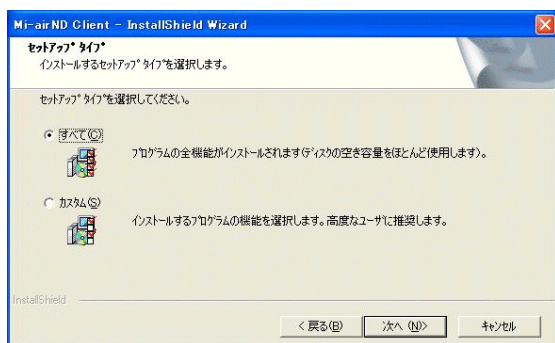 Mi-airND Client - InstallShield Wizard
セットアップ タイプ
インストールするセットアップ タイプを選択します。
セットアップ タイプを選択してください。
すべて(C)
プログラムの全機能がインストールされます(ディスクの空き容量をほとんど使用します)。
カスタム(S)
インストールするプログラムの機能を選択します。高度なユーザに推奨します。
InstallShield
< 戻る(B) 次へ (N)> キャンセル